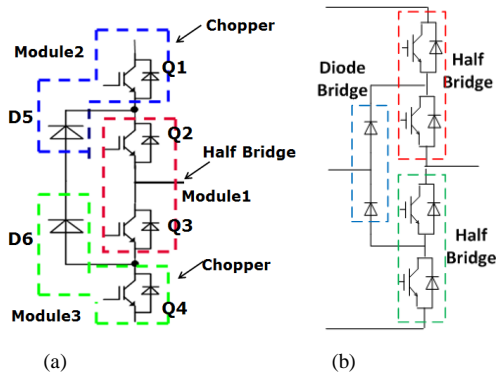 Chopper
Module2
Q1
D5
Q2
Half Bridge
Module1
D6
Q3
Chopper
Module3
Q4
(a)
Diode
Bridge
Half
Bridge
Half
Bridge
(b)